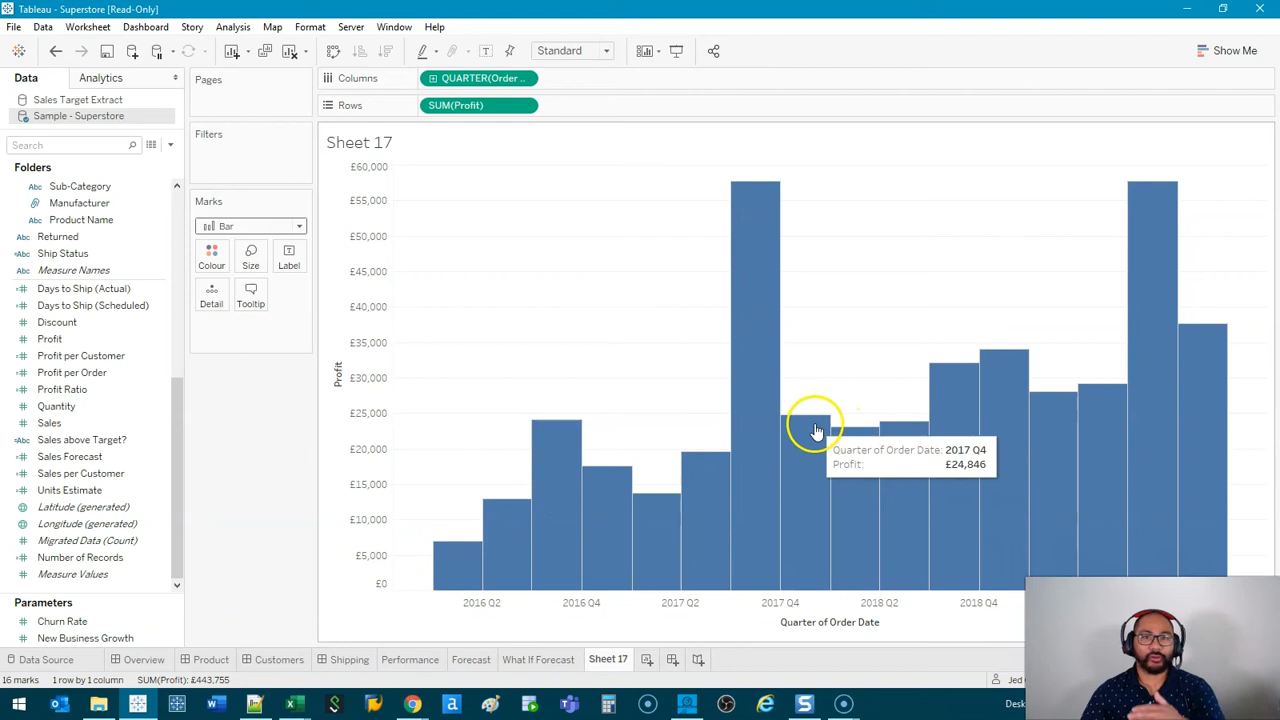 Tableau - Superstore [Read-Only]
File Data Worksheet Dashboard Story Analysis Map Format Server Window Help
Standard
Show Me
Data Analytics
Sales Target Extract
Sample - Superstore
Search
Folders
Abc Sub-Category
Manufacturer
Abc Product Name
Abc Returned
Abc Ship Status
Abc Measure Names
Days to Ship (Actual)
Days to Ship (Scheduled)
Discount
Profit
Profit per Customer
Profit per Order
Profit Ratio
Quantity
Sales
Abc Sales above Target?
Sales Forecast
Sales per Customer
Units Estimate
Latitude (generated)
Longitude (generated)
Migrated Data (Count)
Number of Records
Measure Values
Parameters
Churn Rate
New Business Growth
Pages
Filters
Marks
Bar
Colour Size Label
Detail Tooltip
Columns QUARTER(Order ..
Rows SUM(Profit)
Sheet 17
£60,000
£55,000
£50,000
£45,000
£40,000
£35,000
£30,000
£25,000
£20,000
£15,000
£10,000
£5,000
£0
Profit
Quarter of Order Date: 2017 Q4
Profit: £24,846
2016 Q2 2016 Q4 2017 Q2 2017 Q4 2018 Q2 2018 Q4
Quarter of Order Date
Data Source Overview Product Customers Shipping Performance Forecast What If Forecast Sheet 17
16 marks 1 row by 1 column SUM(Profit): £443,755
Jed
Desk